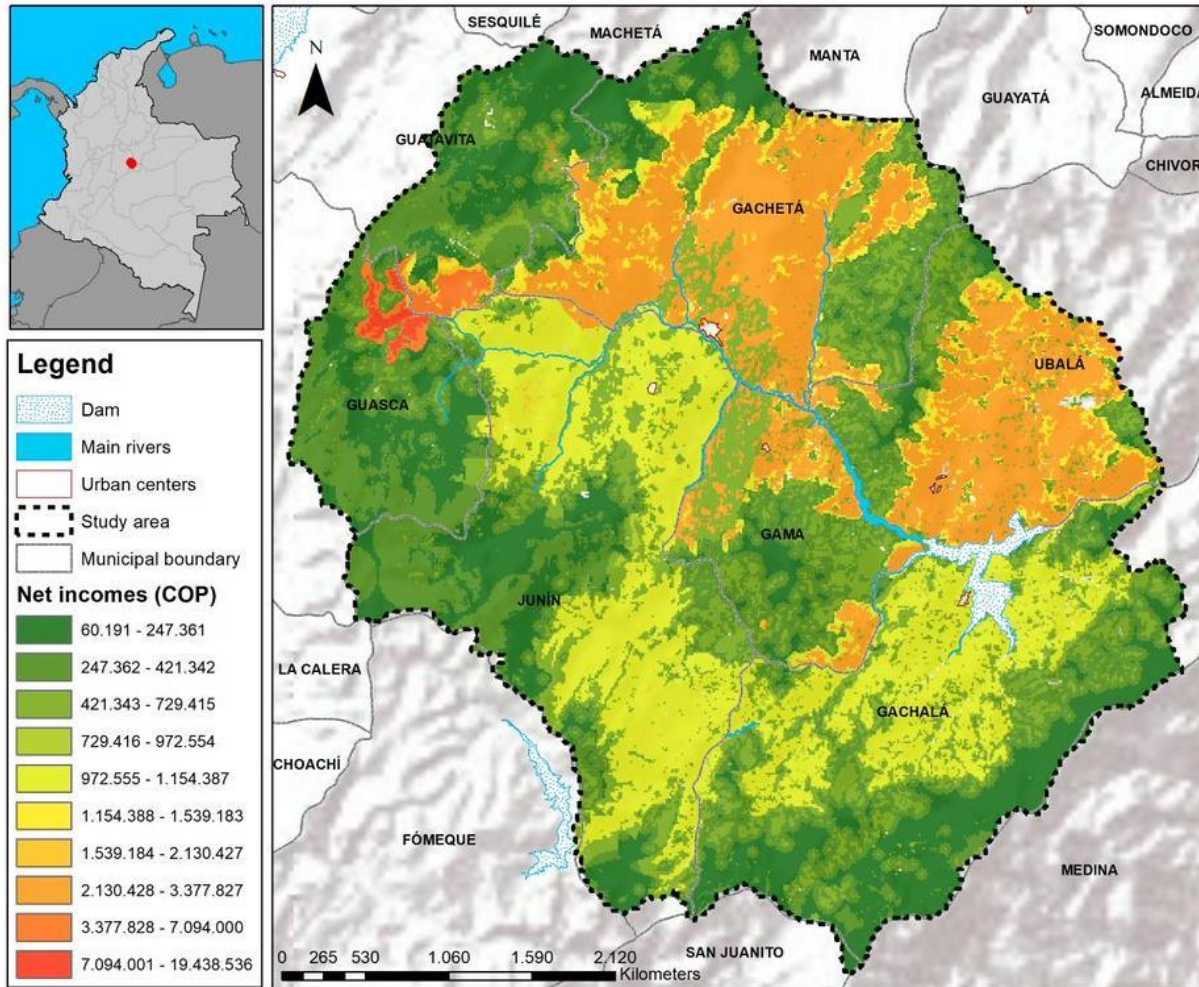 SESQUILÉ
MACHETÁ
MANTA
SOMONDOCO
GUAYATÁ
ALMEIDA
CHIVOR
N
GUATAVITA
GACHETÁ
UBALÁ
GUASCA
GAMA
JUNÍN
LA CALERA
GACHALÁ
CHOACHÍ
FÓMEQUE
MEDINA
SAN JUANITO
0 265 530 1.060 1.590 2.120
Kilometers
Legend
Dam
Main rivers
Urban centers
Study area
Municipal boundary
Net incomes (COP)
60.191 - 247.361
247.362 - 421.342
421.343 - 729.415
729.416 - 972.554
972.555 - 1.154.387
1.154.388 - 1.539.183
1.539.184 - 2.130.427
2.130.428 - 3.377.827
3.377.828 - 7.094.000
7.094.001 - 19.438.536